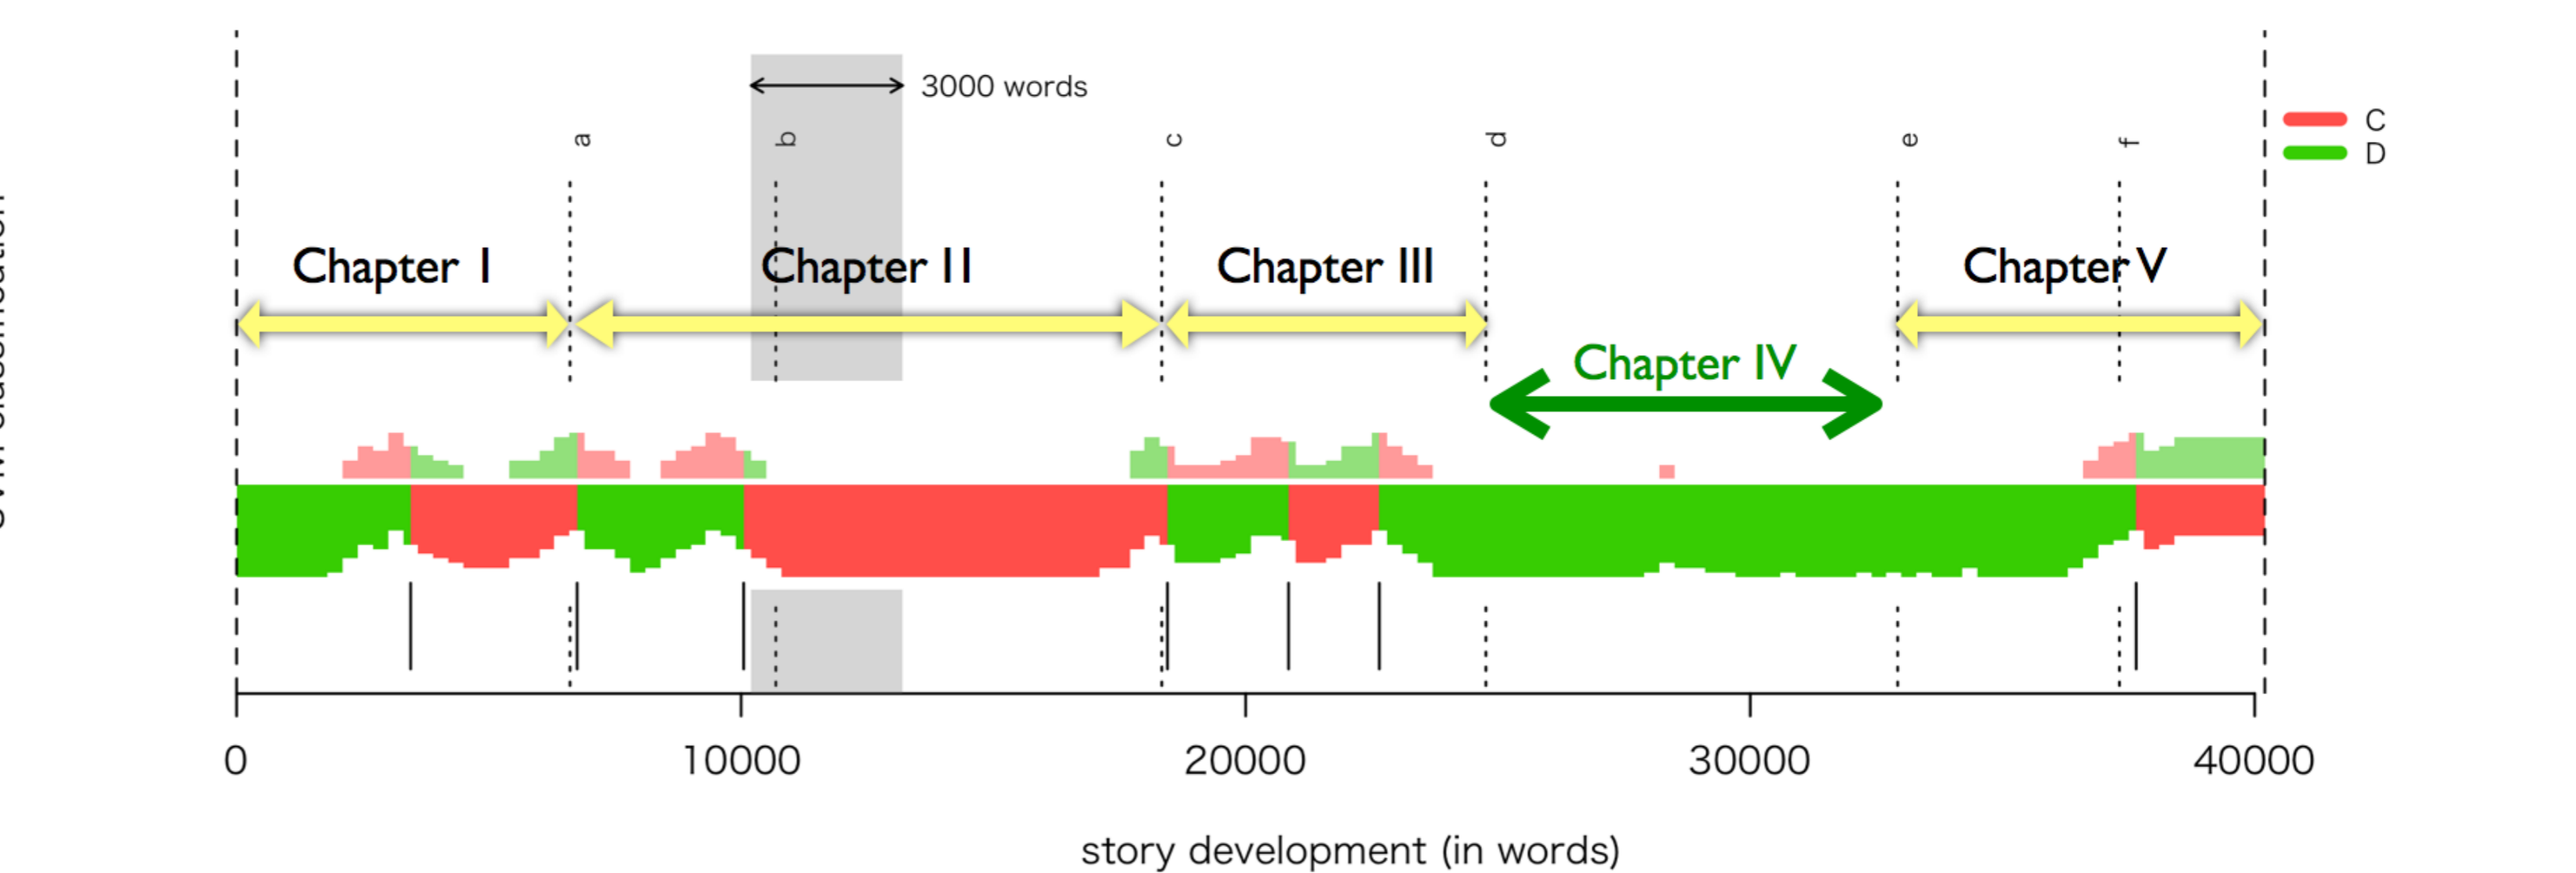 3000 words
a
b
c
d
e
f
C
D
Chapter I
Chapter II
Chapter III
Chapter V
Chapter IV
0
10000
20000
30000
40000
story development (in words)